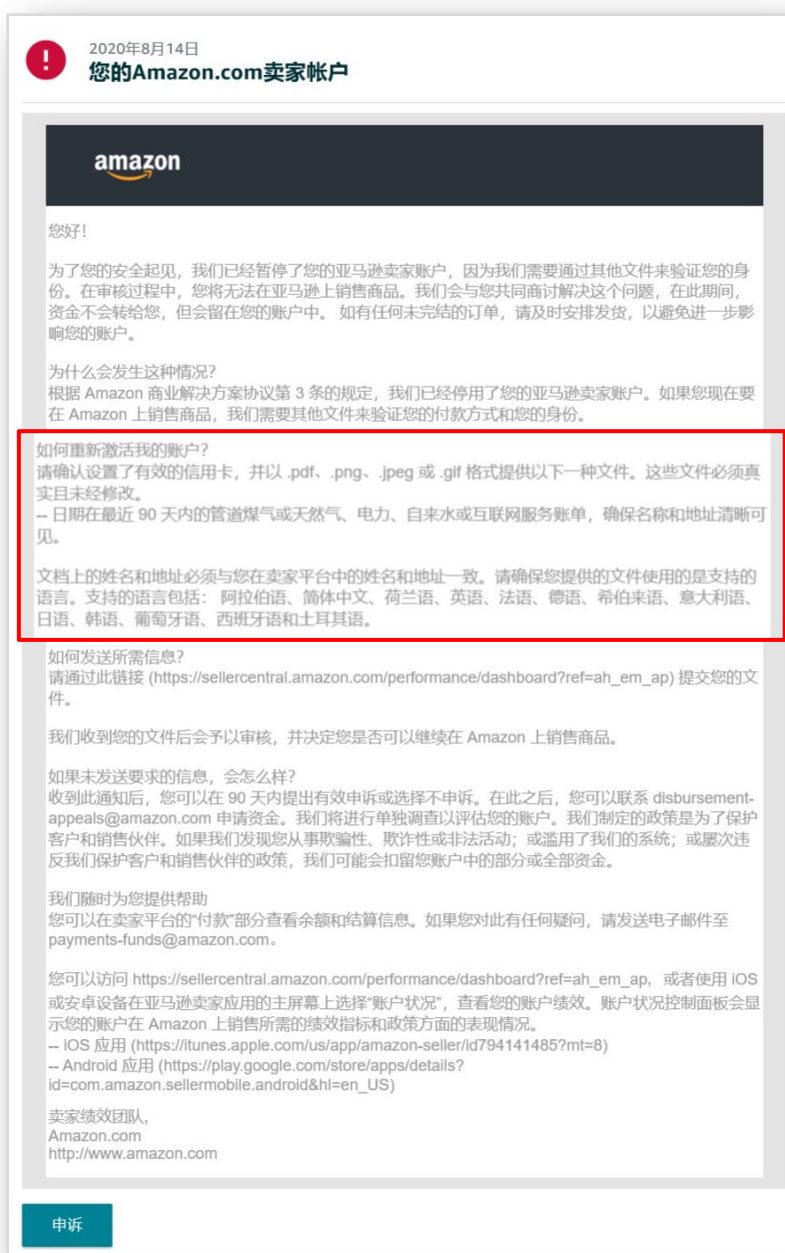 2020年8月14日
您的Amazon.com卖家帐户
amazon
您好！
为了您的安全起见，我们已经暂停了您的亚马逊卖家账户，因为我们需要通过其他文件来验证您的身
份。在审核过程中，您将无法在亚马逊上销售商品。我们会与您共同商讨解决这个问题，在此期间，
资金不会转给您，但会留在您的账户中。 如有任何未完结的订单，请及时安排发货，以避免进一步影
响您的账户。
为什么会发生这种情况？
根据 Amazon 商业解决方案协议第 3 条的规定，我们已经停用了您的亚马逊卖家账户。如果您现在要
在 Amazon 上销售商品，我们需要其他文件来验证您的付款方式和您的身份。
如何重新激活我的账户？
请确认设置了有效的信用卡，并以 .pdf、.png、.jpeg 或 .gif 格式提供以下一种文件。这些文件必须真
实且未经修改。
-- 日期在最近 90 天内的管道煤气或天然气、电力、自来水或互联网服务账单，确保名称和地址清晰可
见。
文档上的姓名和地址必须与您在卖家平台中的姓名和地址一致。请确保您提供的文件使用的是支持的
语言。支持的语言包括： 阿拉伯语、简体中文、荷兰语、英语、法语、德语、希伯来语、意大利语、
日语、韩语、葡萄牙语、西班牙语和土耳其语。
如何发送所需信息？
请通过此链接 (https://sellercentral.amazon.com/performance/dashboard?ref=ah_em_ap) 提交您的文
件。
我们收到您的文件后会予以审核，并决定您是否可以继续在 Amazon 上销售商品。
如果未发送要求的信息，会怎么样？
收到此通知后，您可以在 90 天内提出有效申诉或选择不申诉。在此之后，您可以联系 disbursement-
appeals@amazon.com 申请资金。我们将进行单独调查以评估您的账户。我们制定的政策是为了保护
客户和销售伙伴。如果我们发现您从事欺骗性、欺诈性或非法活动；或滥用了我们的系统；或屡次违
反我们保护客户和销售伙伴的政策，我们可能会扣留您账户中的部分或全部资金。
我们随时为您提供帮助
您可以在卖家平台的“付款”部分查看余额和结算信息。如果您对此有任何疑问，请发送电子邮件至
payments-funds@amazon.com。
您可以访问 https://sellercentral.amazon.com/performance/dashboard?ref=ah_em_ap，或者使用 iOS
或安卓设备在亚马逊卖家应用的主屏幕上选择“账户状况”，查看您的账户绩效。账户状况控制面板会显
示您的账户在 Amazon 上销售所需的绩效指标和政策方面的表现情况。
-- iOS 应用 (https://itunes.apple.com/us/app/amazon-seller/id794141485?mt=8)
-- Android 应用 (https://play.google.com/store/apps/details?
id=com.amazon.sellermobile.android&hl=en_US)
卖家绩效团队，
Amazon.com
http://www.amazon.com
申诉